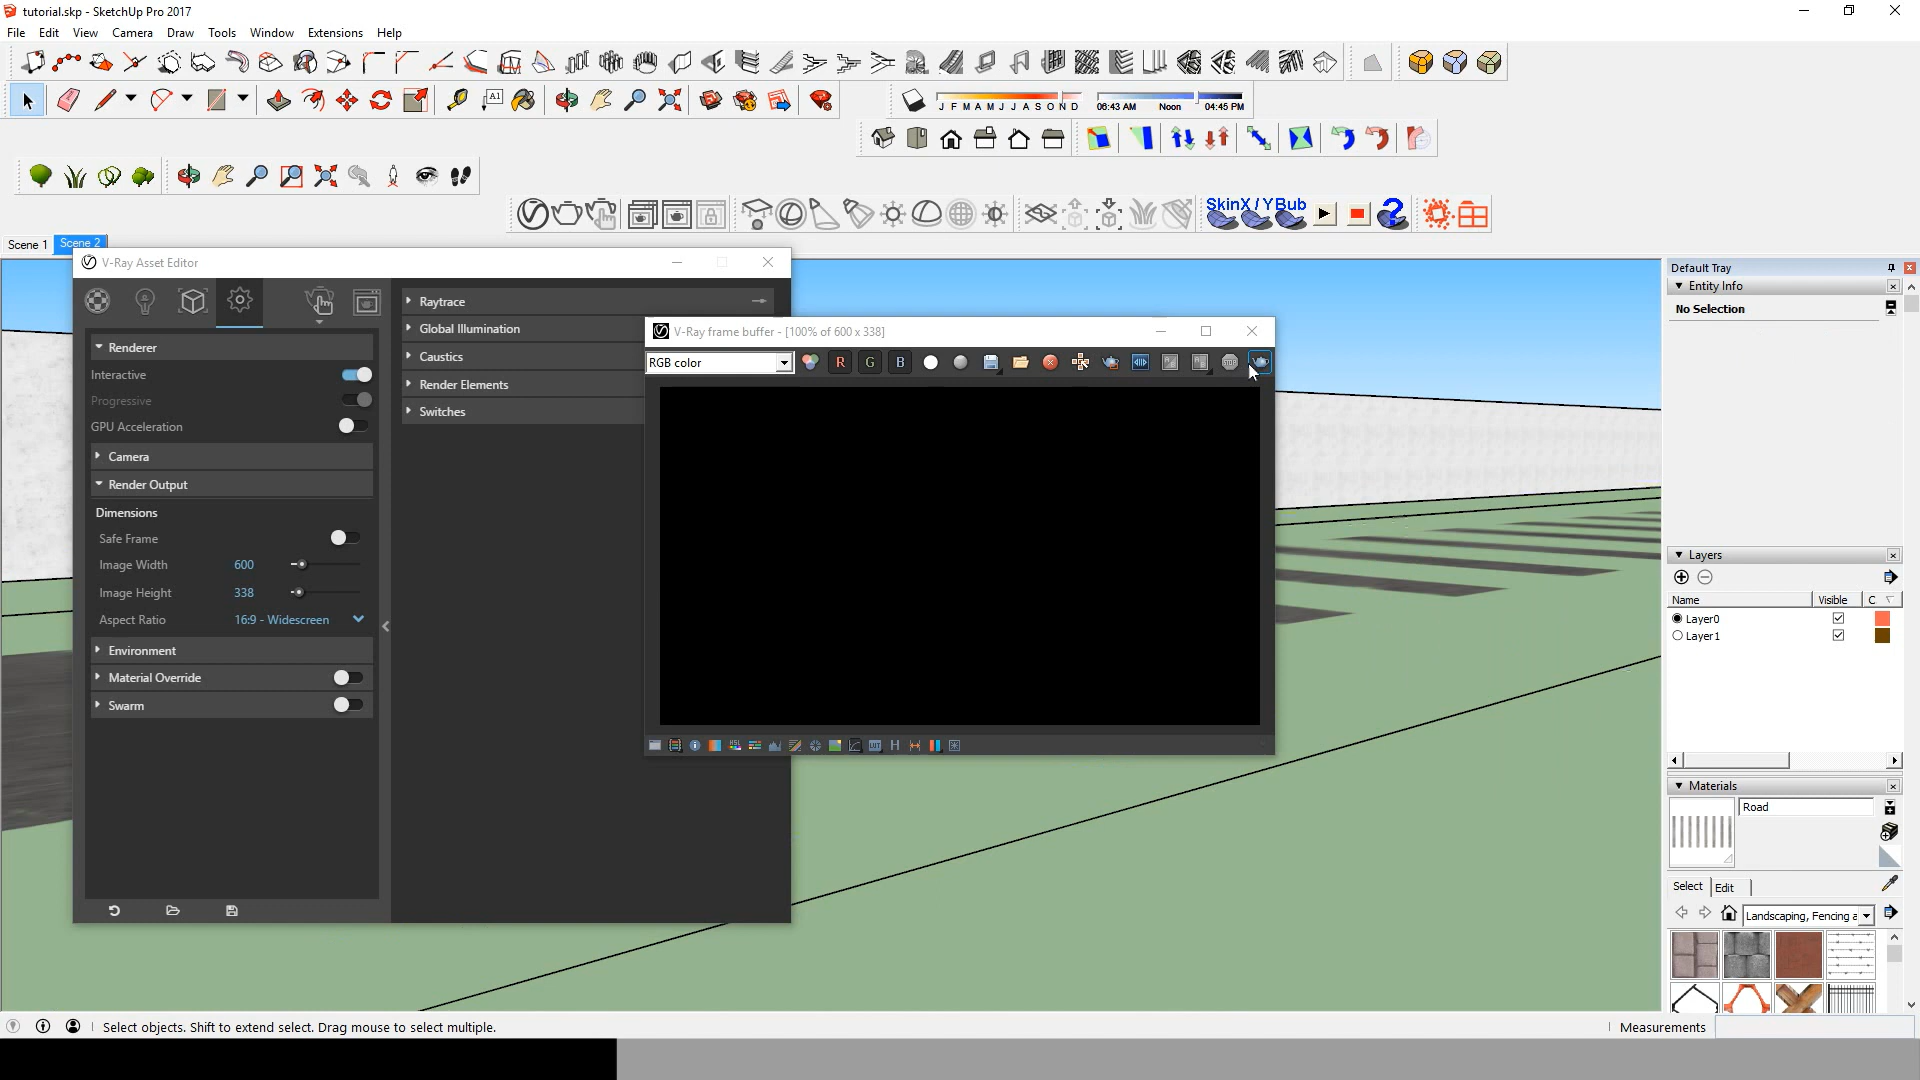 tutorial.skp - SketchUp Pro 2017
File Edit View Camera Draw Tools Window Extensions Help
A1
J F M A M J J A S O N D 06:43 AM Noon 04:45 PM
SkinX / Y Bub
Scene 1 Scene 2
V-Ray Asset Editor
Renderer
Interactive
Progressive
GPU Acceleration
Camera
Render Output
Dimensions
Safe Frame
Image Width 600
Image Height 338
Aspect Ratio 16:9 - Widescreen
Environment
Material Override
Swarm
Raytrace
Global Illumination
Caustics
Render Elements
Switches
V-Ray frame buffer - [100% of 600 x 338]
RGB color R G B STOP
HSL LUT H
Default Tray
Entity Info
No Selection
Layers
Name Visible C
Layer0
Layer1
Materials
Road
Select Edit
Landscaping, Fencing a
Select objects. Shift to extend select. Drag mouse to select multiple.
Measurements